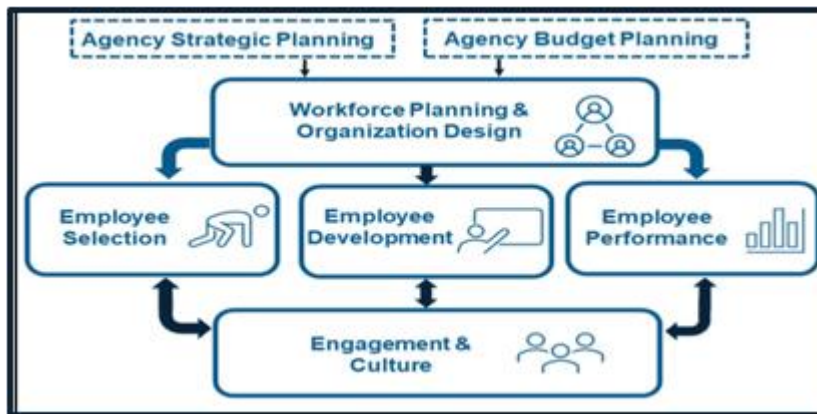 Agency Strategic Planning
Agency Budget Planning
Workforce Planning &
Organization Design
Employee
Selection
Employee
Development
Employee
Performance
Engagement &
Culture